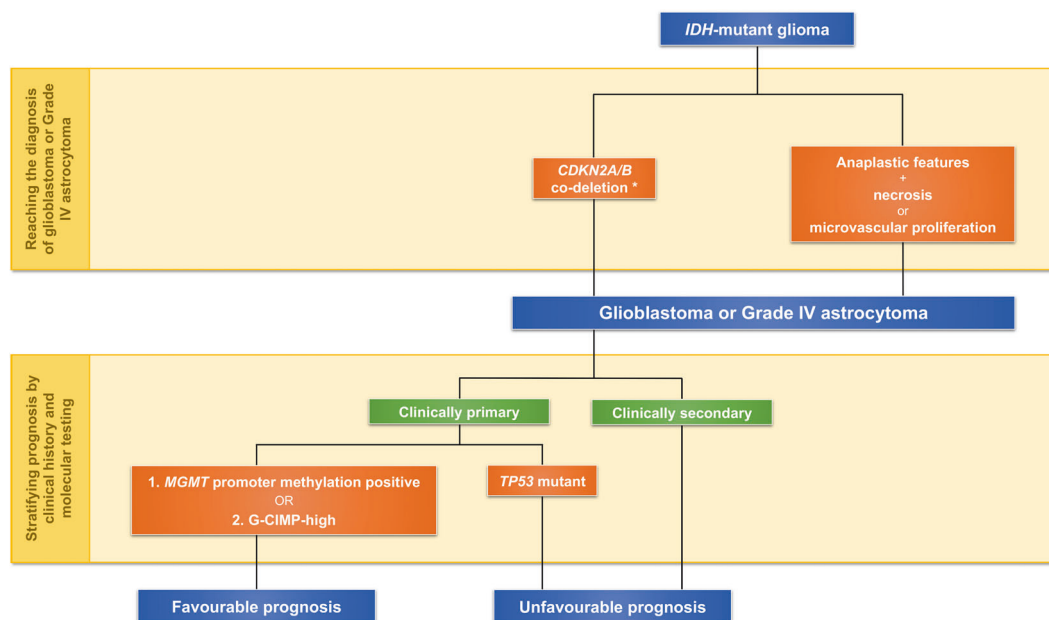 IDH-mutant glioma
Reaching the diagnosis
of glioblastoma or Grade
IV astrocytoma
CDKN2A/B
co-deletion *
Anaplastic features
+
necrosis
or
microvascular proliferation
Glioblastoma or Grade IV astrocytoma
Stratifying prognosis by
clinical history and
molecular testing
Clinically primary
Clinically secondary
1. MGMT promoter methylation positive
OR
2. G-CIMP-high
TP53 mutant
Favourable prognosis
Unfavourable prognosis